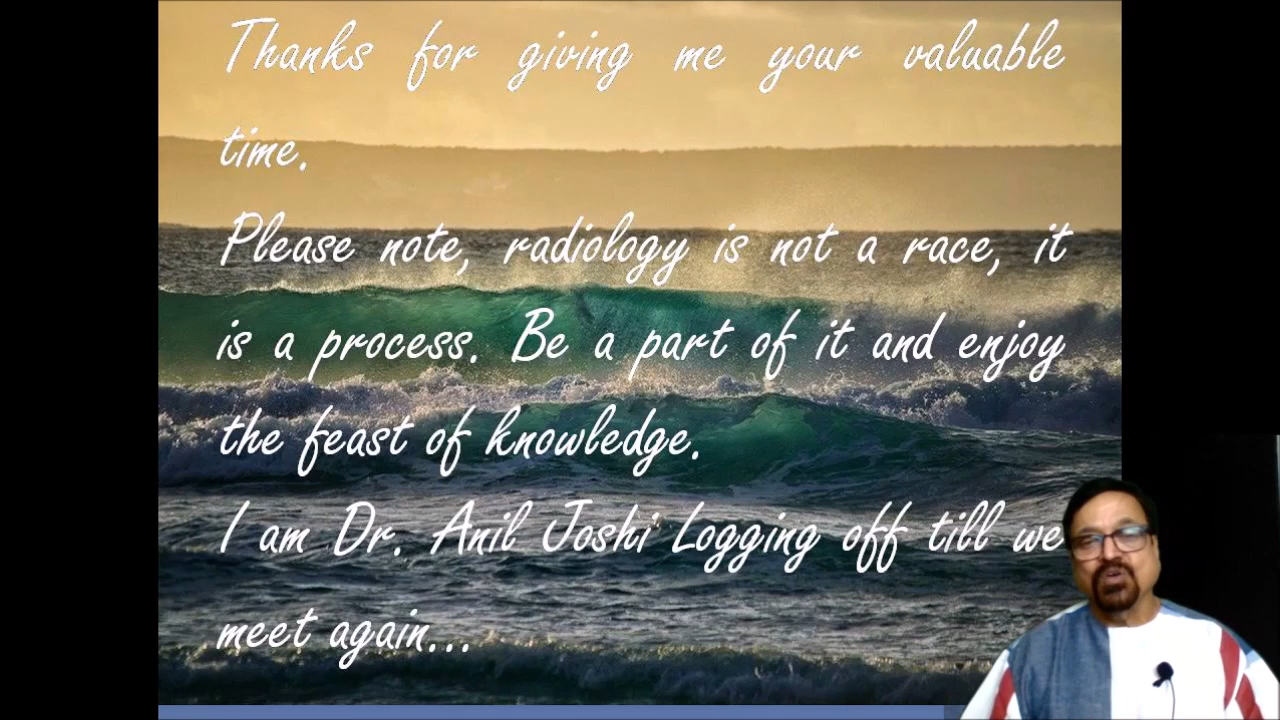 Thanks for giving me your valuable
time.
Please note, radiology is not a race, it
is a process. Be a part of it and enjoy
the feast of knowledge.
I am Dr. Anil Joshi Logging off till we
meet again...